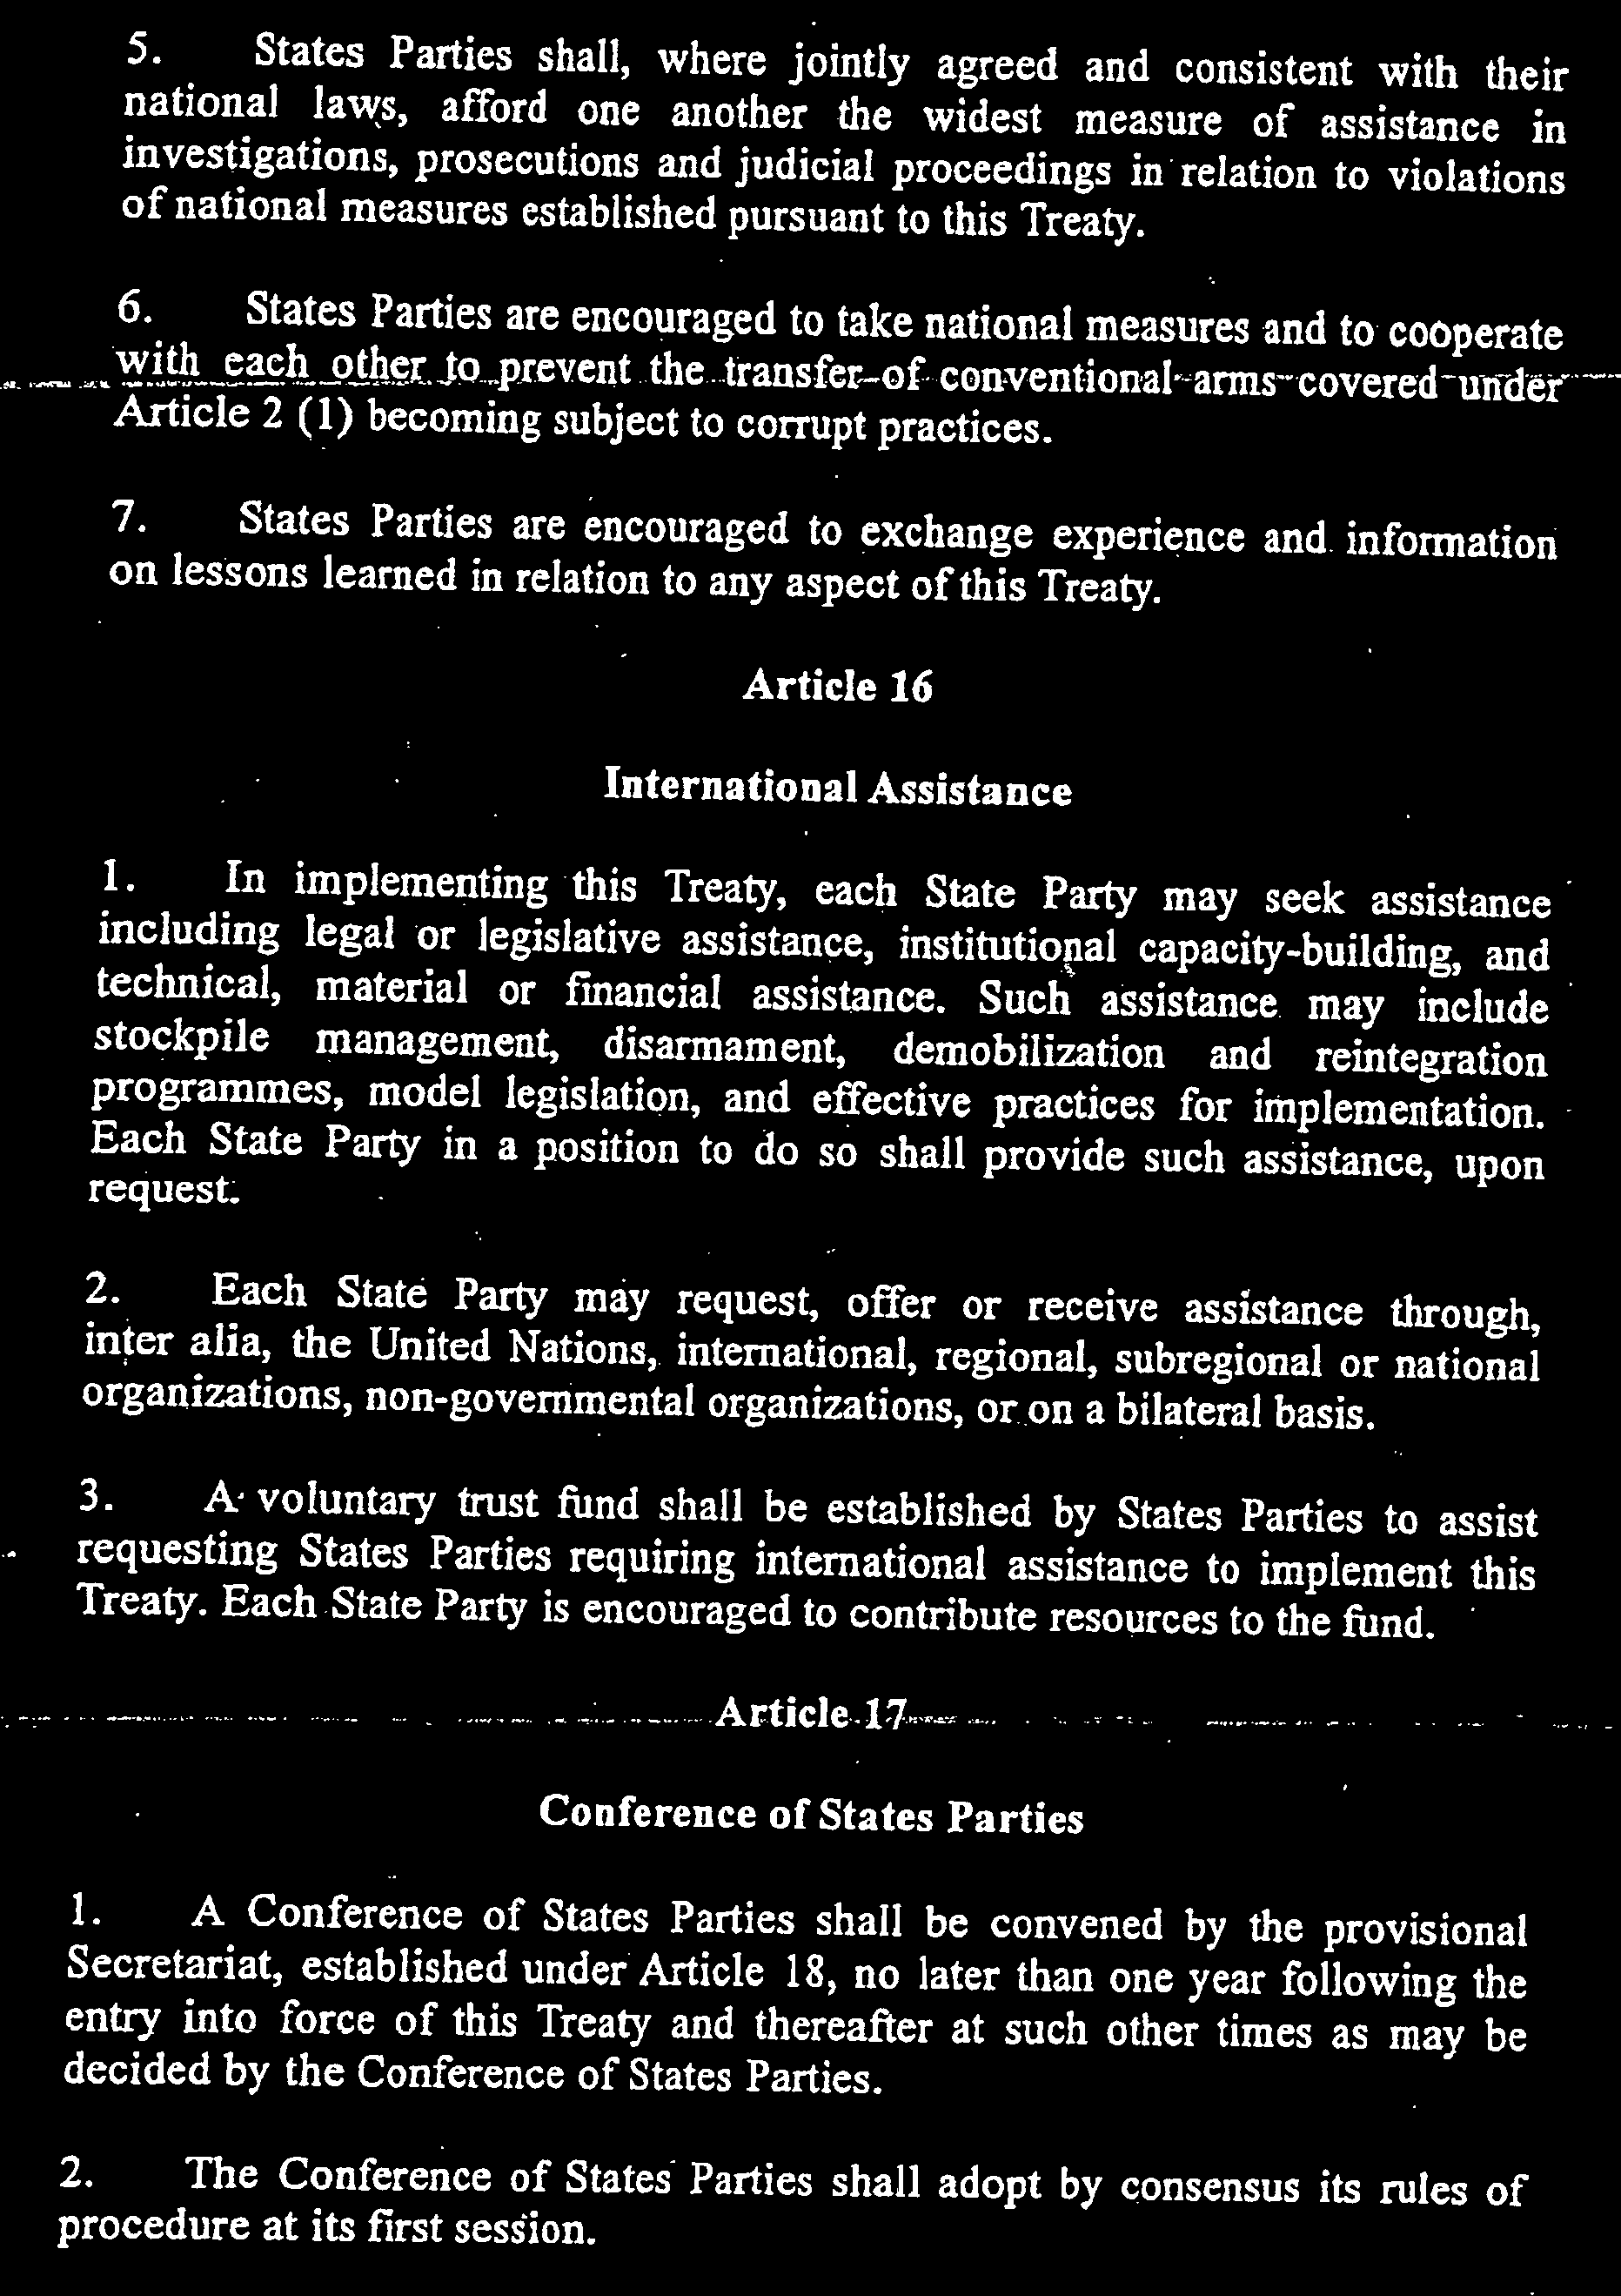 5. States Parties shall, where jointly agreed and consistent with their
national laws, afford one another the widest measure of assistance in
investigations, prosecutions and judicial proceedings in relation to violations
of national measures established pursuant to this Treaty.
6. States Parties are encouraged to take national measures and to cooperate
with each other to prevent the transfer of conventional arms covered under
Article 2 (1) becoming subject to corrupt practices.
7. States Parties are encouraged to exchange experience and information
on lessons learned in relation to any aspect of this Treaty.
Article 16
International Assistance
1. In implementing this Treaty, each State Party may seek assistance
including legal or legislative assistance, institutional capacity-building, and
technical, material or financial assistance. Such assistance may include
stockpile management, disarmament, demobilization and reintegration
programmes, model legislation, and effective practices for implementation.
Each State Party in a position to do so shall provide such assistance, upon
request.
2. Each State Party may request, offer or receive assistance through,
inter alia, the United Nations, international, regional, subregional or national
organizations, non-governmental organizations, or on a bilateral basis.
3. A voluntary trust fund shall be established by States Parties to assist
requesting States Parties requiring international assistance to implement this
Treaty. Each State Party is encouraged to contribute resources to the fund.
Article 17
Conference of States Parties
1. A Conference of States Parties shall be convened by the provisional
Secretariat, established under Article 18, no later than one year following the
entry into force of this Treaty and thereafter at such other times as may be
decided by the Conference of States Parties.
2. The Conference of States Parties shall adopt by consensus its rules of
procedure at its first session.